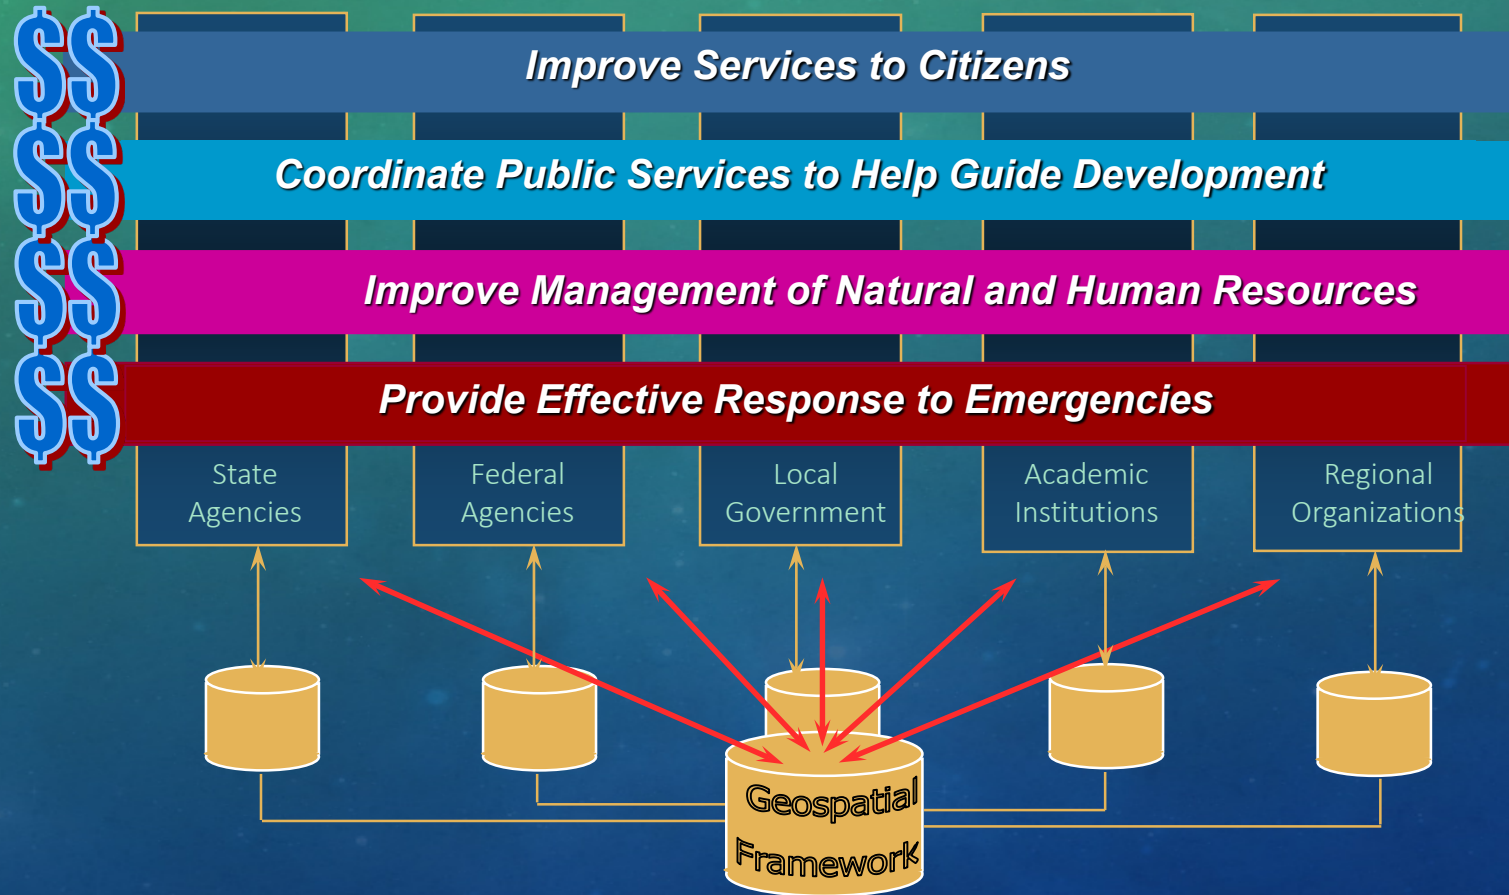 $$
Improve Services to Citizens
$$
Coordinate Public Services to Help Guide Development
$$
Improve Management of Natural and Human Resources
$$
Provide Effective Response to Emergencies
State
Agencies
Federal
Agencies
Local
Government
Academic
Institutions
Regional
Organizations
Geospatial
Framework